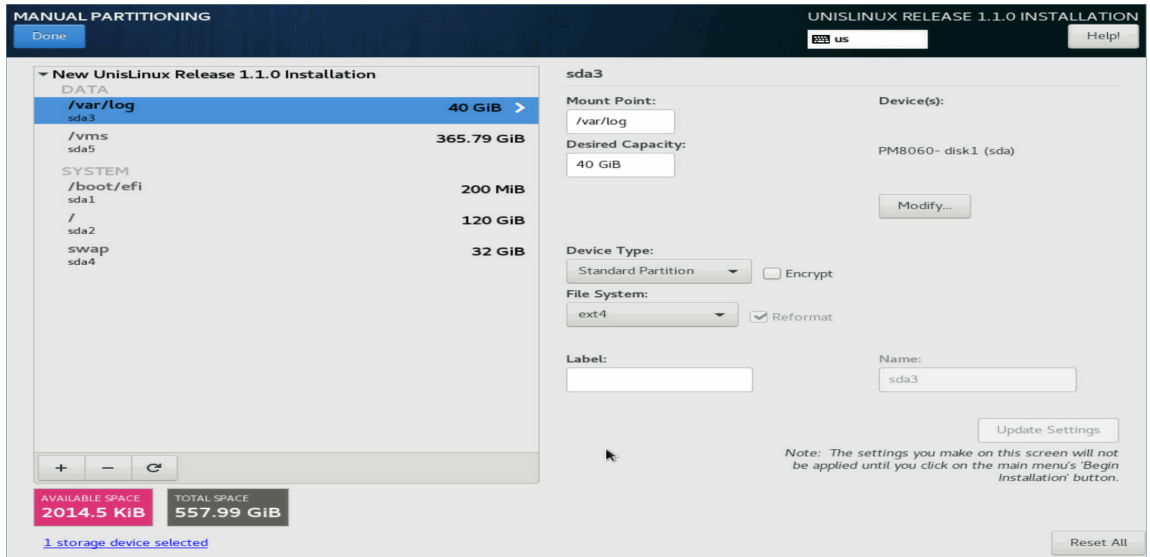 MANUAL PARTITIONING
UNISLINUX RELEASE 1.1.0 INSTALLATION
Done
us
Help!
New UnisLinux Release 1.1.0 Installation
DATA
/var/log
40 GiB
sda3
/vms
365.79 GiB
sda5
SYSTEM
/boot/efi
200 MiB
sda1
/
120 GiB
sda2
swap
32 GiB
sda4
sda3
Mount Point:
Device(s):
/var/log
Desired Capacity:
40 GiB
PM8060- disk1 (sda)
Modify...
Device Type:
Standard Partition
Encrypt
File System:
ext4
Reformat
Label:
Name:
sda3
Update Settings
Note: The settings you make on this screen will not
be applied until you click on the main menu's 'Begin
Installation' button.
+ −
AVAILABLE SPACE
2014.5 KiB
TOTAL SPACE
557.99 GiB
1 storage device selected
Reset All